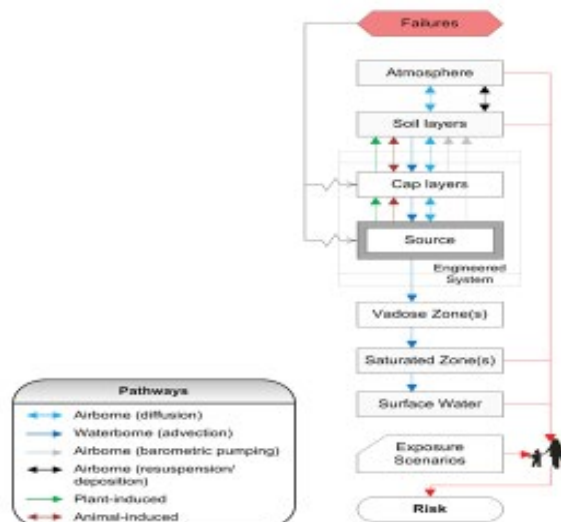 Failures
Atmosphere
Soil layers
Cap layers
Source
Engineered
System
Vadose Zone(s)
Saturated Zone(s)
Surface Water
Exposure
Scenarios
Risk
Pathways
Airborne (diffusion)
Waterborne (advection)
Airborne (barometric pumping)
Airborne (resuspension/
deposition)
Plant-induced
Animal-induced